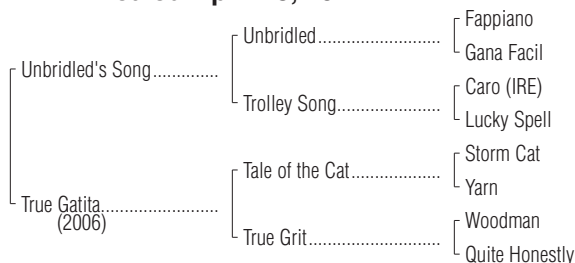 Unbridled's Song..............
Unbridled...........................
Fappiano
Gana Facil
Trolley Song.......................
Caro (IRE)
Lucky Spell
True Gatita..........................
(2006)
Tale of the Cat....................
Storm Cat
Yarn
True Grit.............................
Woodman
Quite Honestly